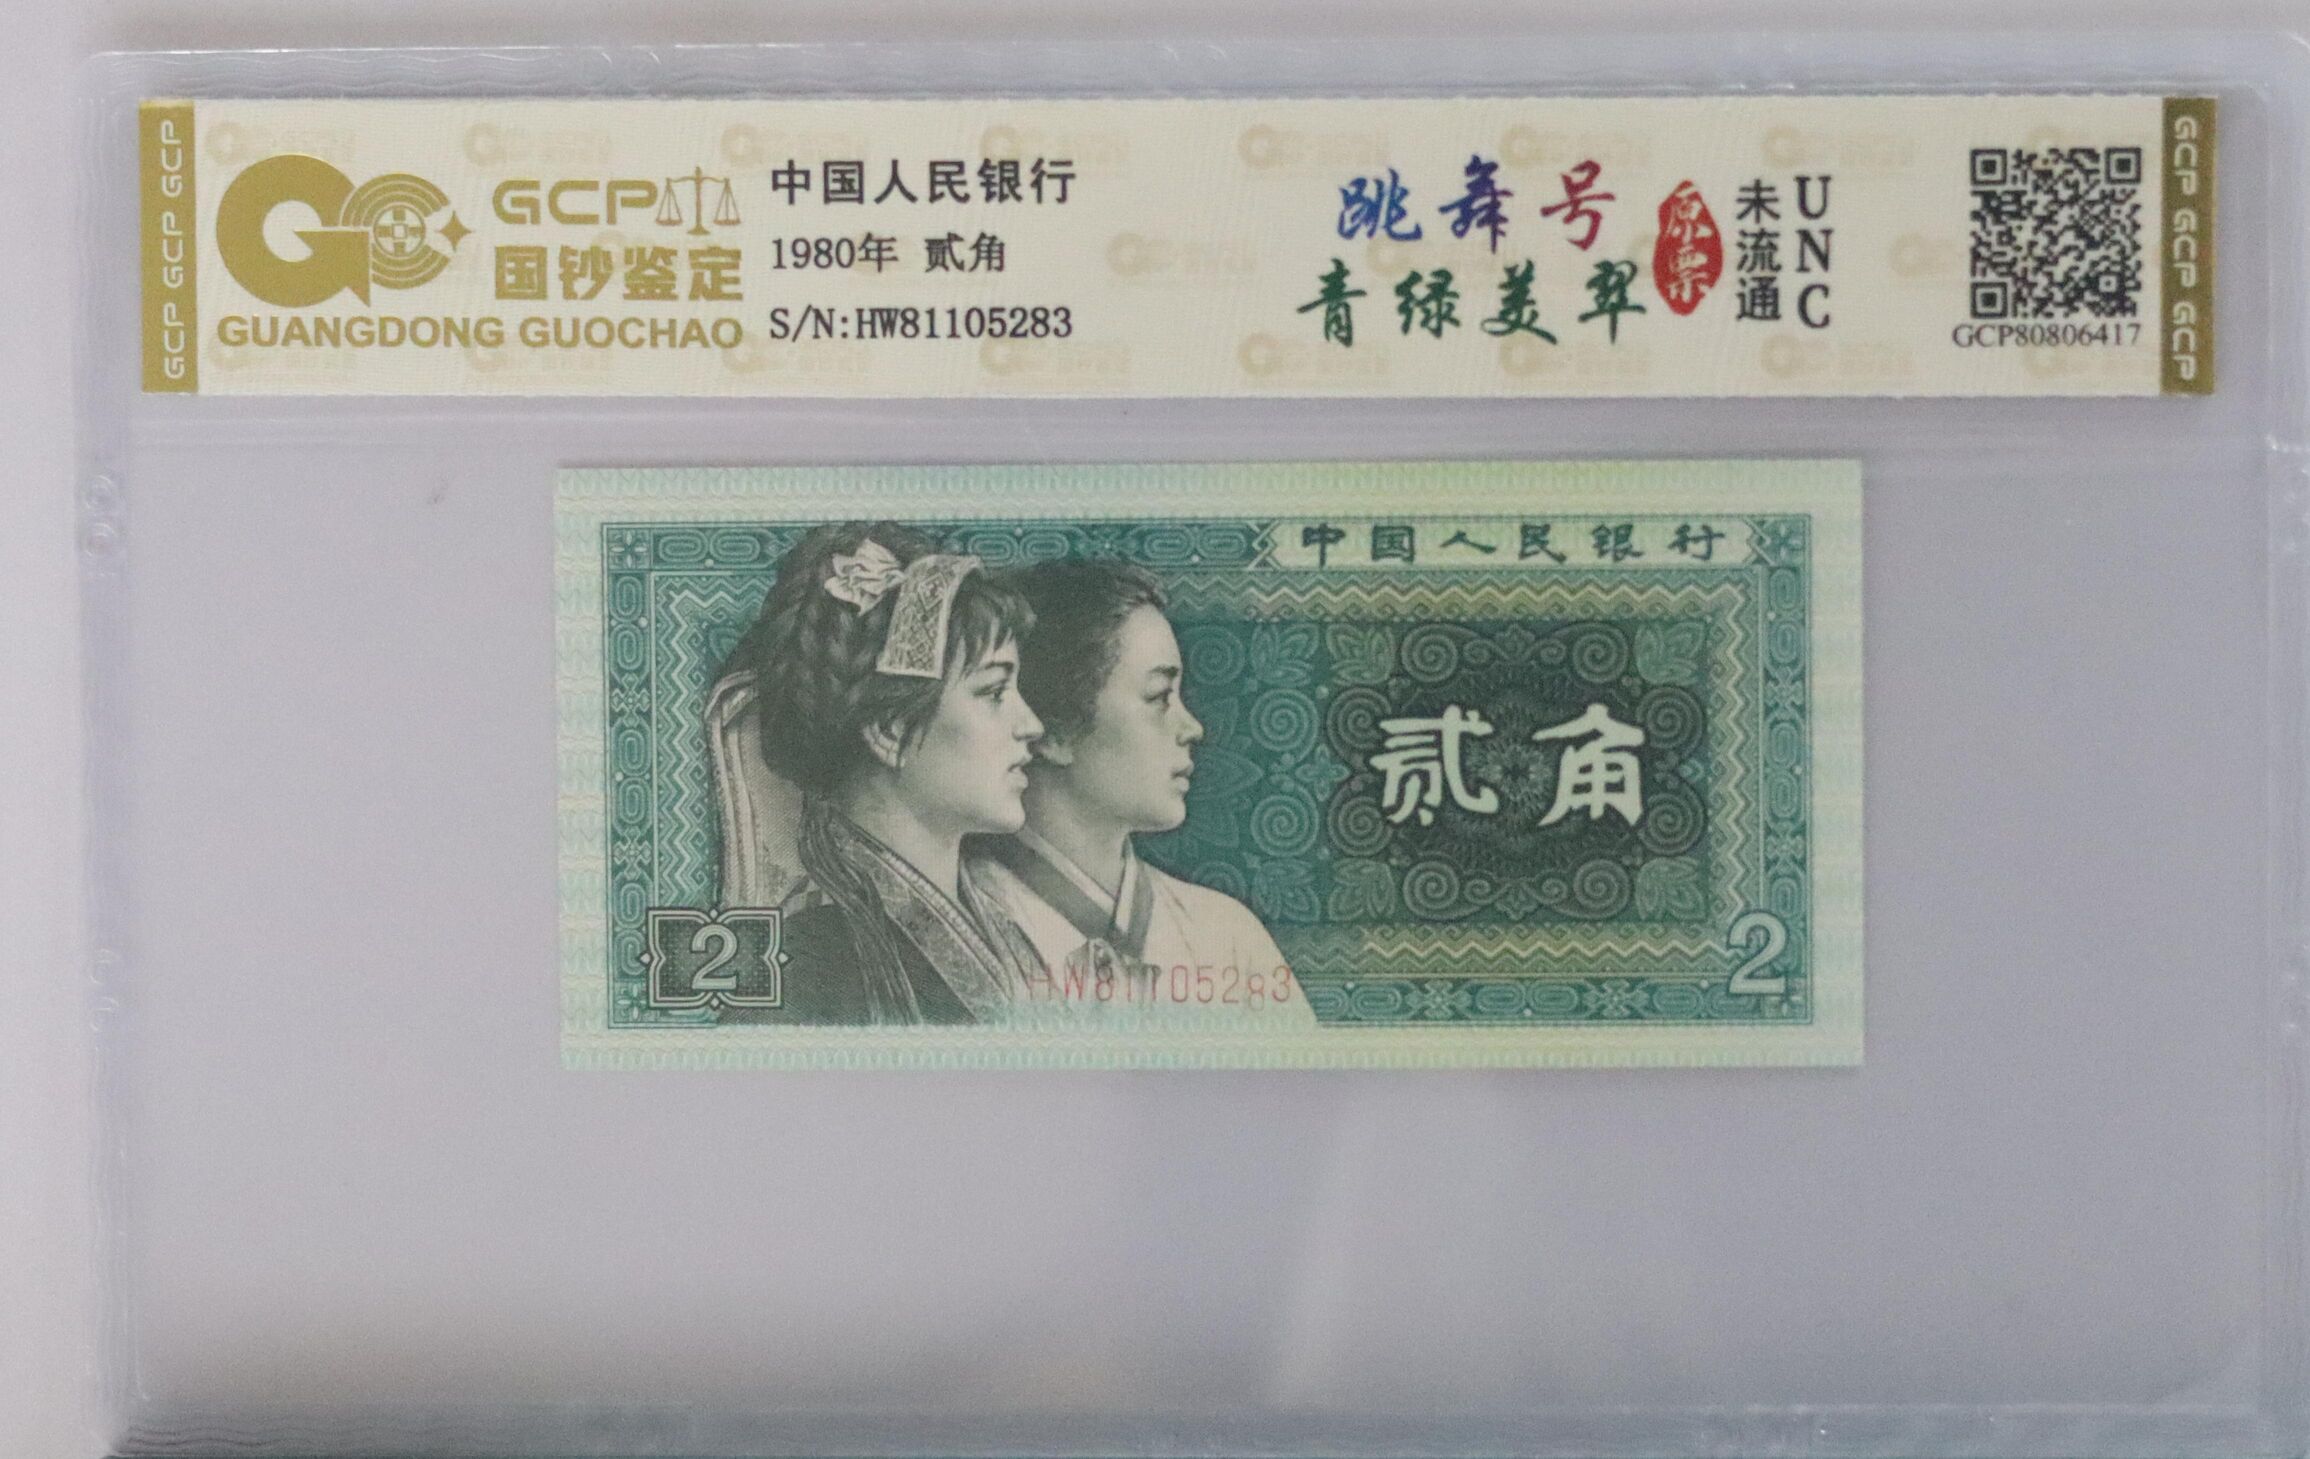 GCP GCP GCP
GCP
国钞鉴定
GUANGDONG GUOCHAO
中国人民银行
1980年 贰角
S/N:HW81105283
跳舞号
青绿美翠
原票
未流通
UNC
GCP80806417
GCP GCP GCP
中国人民银行
贰角
2
HW81105283
2